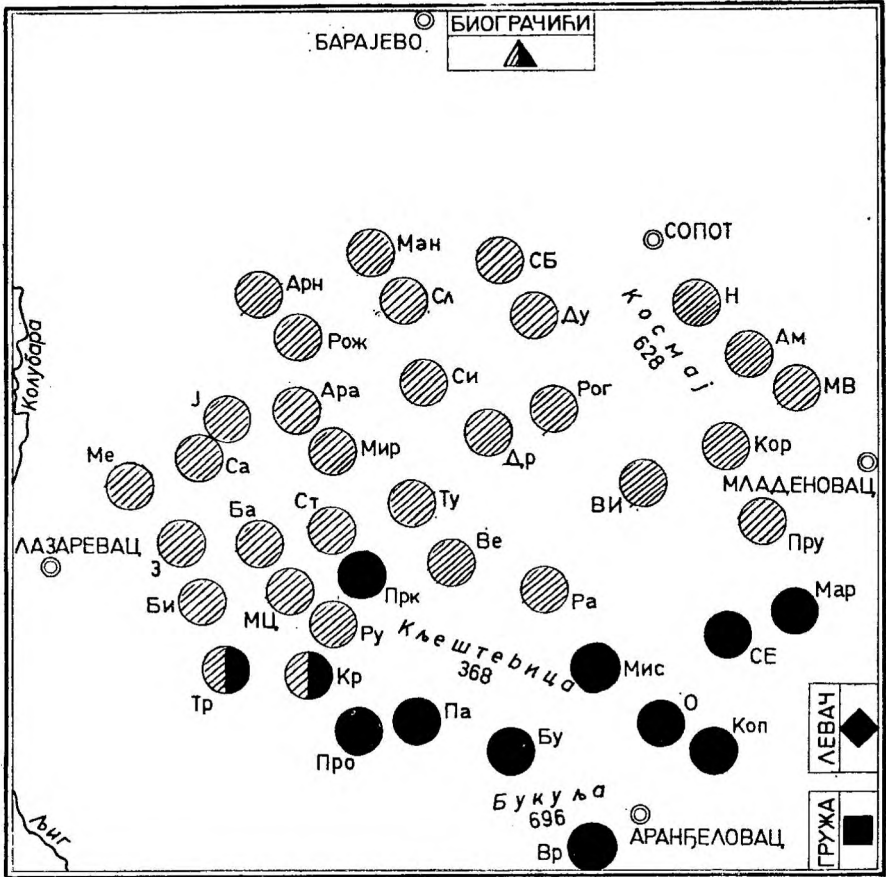 БИОГРАЧИЋИ
БАРАЈЕВО
СОПОТ
Ман
СБ
Арн
Сл
Н
Ду
Космај
628
Рож
Ам
Колубара
Си
МВ
Ара
Рог
Ј
Мир
Др
Кор
Са
Ме
МЛАДЕНОВАЦ
Ту
ВИ
Ст
Ба
Ве
Пру
ЛАЗАРЕВАЦ
З
Прк
Ра
Мар
Би
МЦ
Ру
СЕ
Кљештевица
368
Мис
Тр
Кр
Па
О
Бу
Коп
Про
ЛЕВАЧ
Букуља
696
АРАНЂЕЛОВАЦ
Вр
ГРУЖА
Љиг